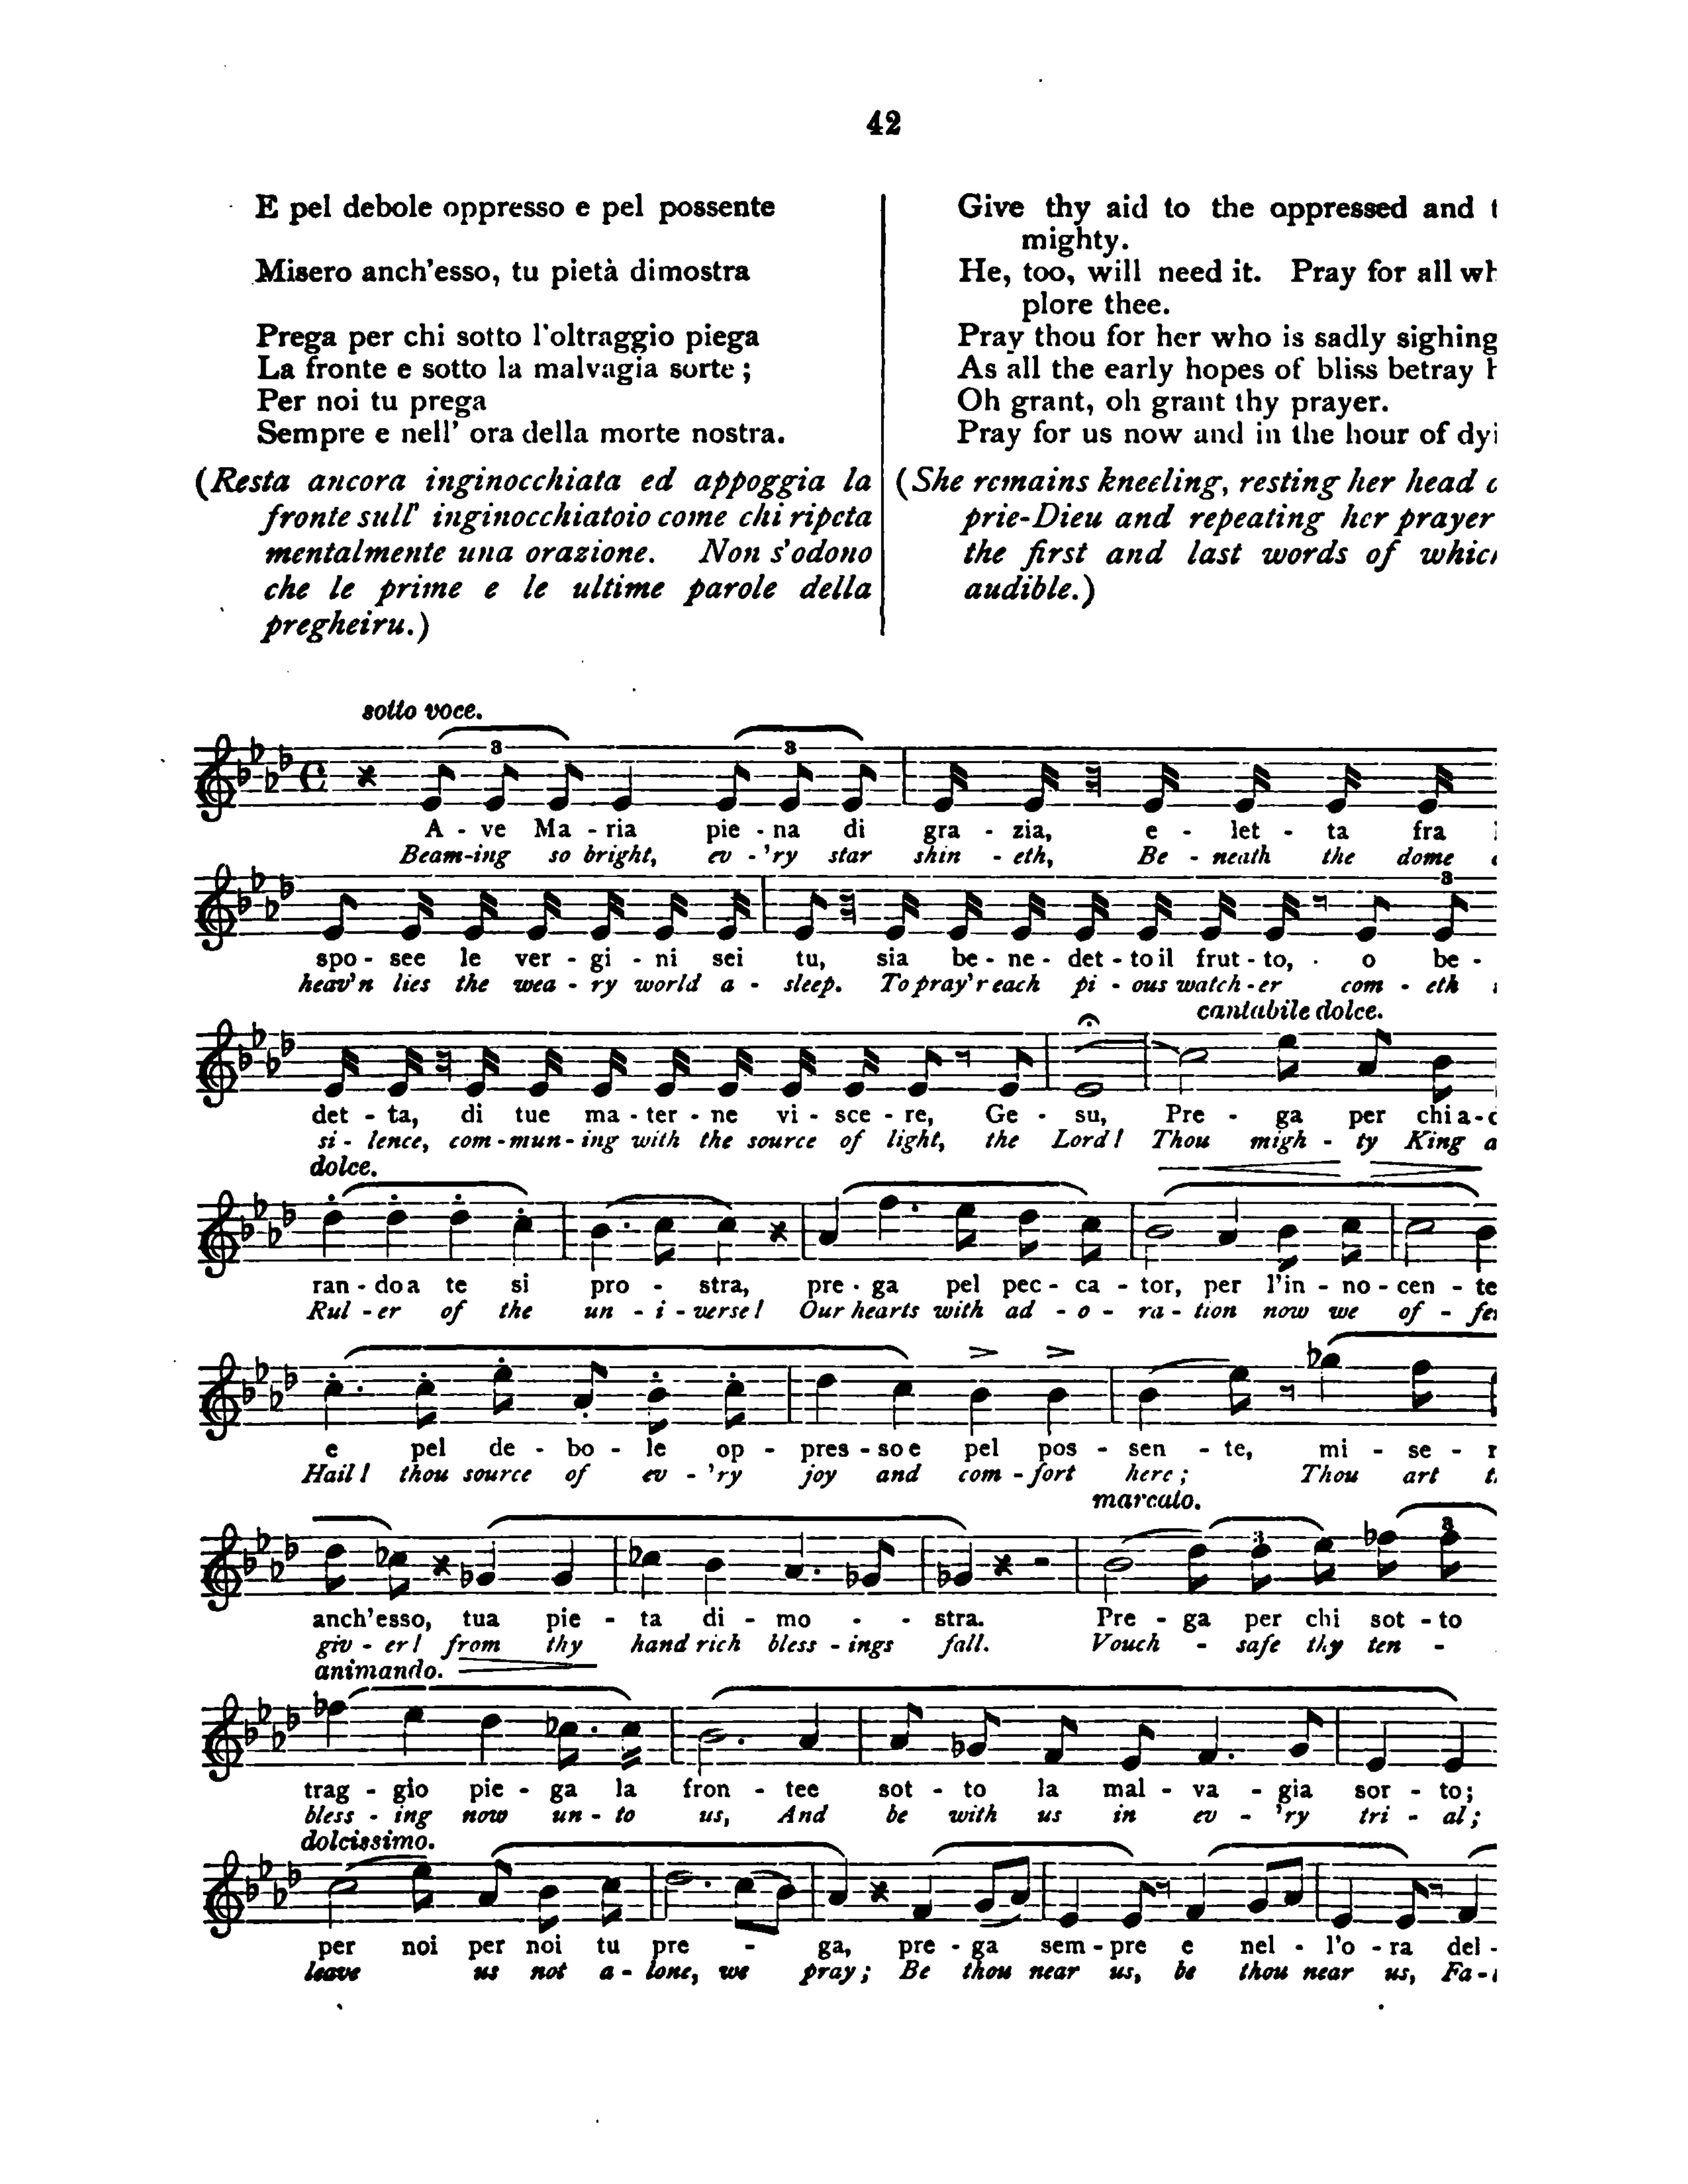 42
E pel debole oppresso e pel possente
Misero anch'esso, tu pietà dimostra
Prega per chi sotto l'oltraggio piega
La fronte e sotto la malvagia sorte;
Per noi tu prega
Sempre e nell' ora della morte nostra.
(Resta ancora inginocchiata ed appoggia la
fronte sull' inginocchiatoio come chi ripeta
mentalmente una orazione. Non s'odono
che le prime e le ultime parole della
pregheiru.)
Give thy aid to the oppressed and
mighty.
He, too, will need it. Pray for all
plore thee.
Pray thou for her who is sadly sighing
As all the early hopes of bliss betray
Oh grant, oh grant thy prayer.
Pray for us now and in the hour of
(She remains kneeling, resting her head
prie-Dieu and repeating her prayer
the first and last words of
audible.)
sotto voce.
3 3
A - ve Ma - ria pie - na di gra - zia, e - let - ta fra
Beam-ing so bright, ev - 'ry star shin - eth, Be - neath the dome
3
spo - see le ver - gi - ni sei tu, sia be - ne - det - to il frut - to, o be -
heav'n lies the wea - ry world a - sleep. To pray'r each pi - ous watch - er com - eth
cantabile dolce.
det - ta, di tue ma - ter - ne vi - sce - re, Ge - su, Pre - ga per chi a-
si - lence, com - mun - ing with the source of light, the Lord! Thou migh - ty King
dolce.
ran - do a te si pro - stra, pre - ga pel pec - ca - tor, per l'in - no - cen - te
Rul - er of the un - i - verse! Our hearts with ad - o - ra - tion now we of -
e pel de - bo - le op - pres - so e pel pos - sen - te, mi - se -
Hail! thou source of ev - 'ry joy and com - fort here; Thou art
marcato.
3 3
anch'esso, tua pie - ta di - mo - - stra. Pre - ga per chi sot - to
giv - er! from thy hand rich bless - ings fall. Vouch - safe thy ten -
animando.
trag - gio pie - ga la fron - tee sot - to la mal - va - gia sor - to;
bless - ing now un - to us, And be with us in ev - 'ry tri - al;
dolcissimo.
per noi per noi tu pre - ga, pre - ga sem - pre e nel - l'o - ra del -
leave us not a - lone, we pray; Be thou near us, be thou near us,